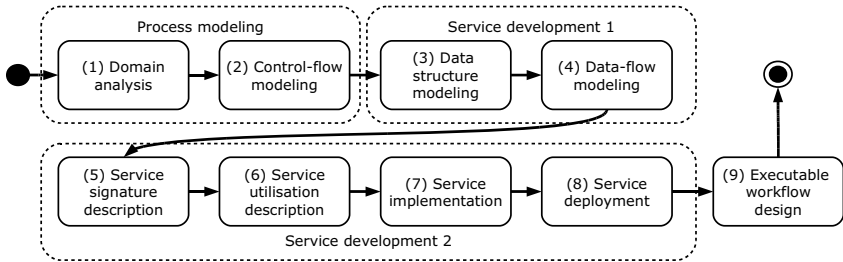 Process modeling
Service development 1
(1) Domain
analysis
(2) Control-flow
modeling
(3) Data
structure
modeling
(4) Data-flow
modeling
(5) Service
signature
description
(6) Service
utilisation
description
(7) Service
implementation
(8) Service
deployment
(9) Executable
workflow
design
Service development 2